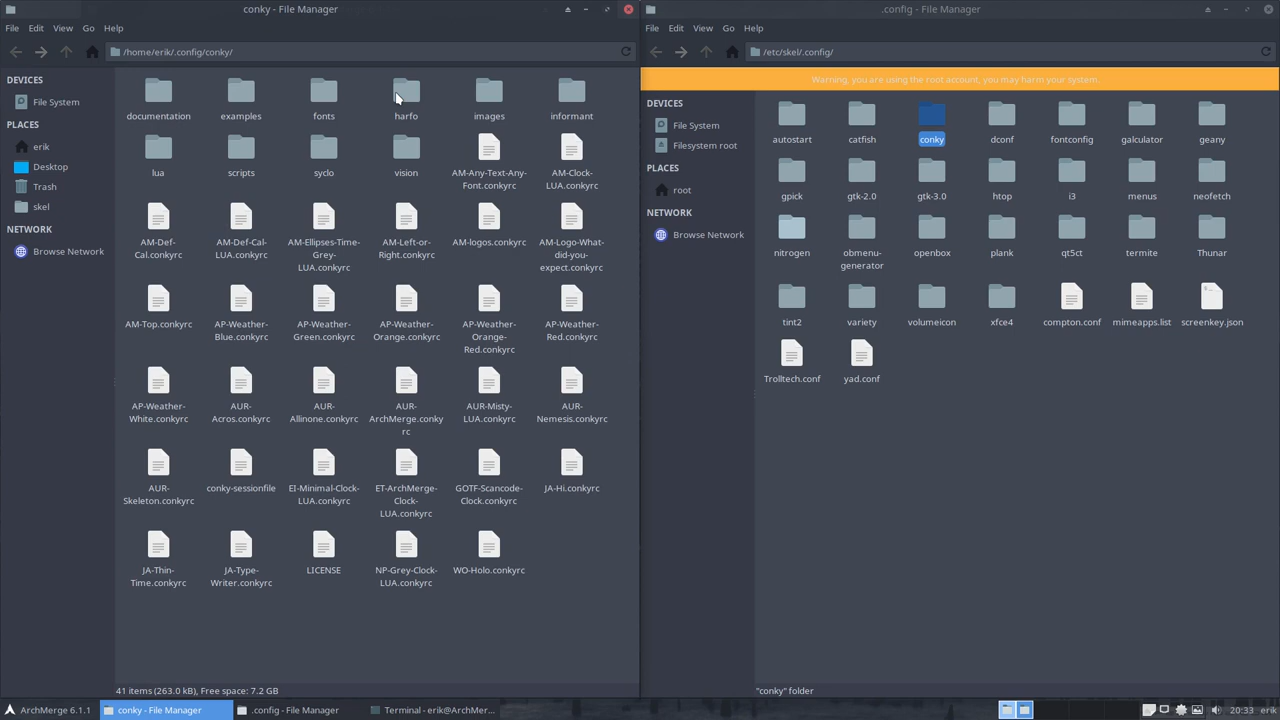 conky - File Manager
File Edit View Go Help
/home/erik/.config/conky/
DEVICES
File System
PLACES
erik
Desktop
Trash
skel
NETWORK
Browse Network
documentation examples fonts harfo images informant
lua scripts syclo vision AM-Any-Text-Any-Font.conkyrc AM-Clock-LUA.conkyrc
AM-Def-Cal.conkyrc AM-Def-Cal-LUA.conkyrc AM-Ellipses-Time-Grey-LUA.conkyrc AM-Left-or-Right.conkyrc AM-logos.conkyrc AM-Logo-What-did-you-expect.conkyrc
AM-Top.conkyrc AP-Weather-Blue.conkyrc AP-Weather-Green.conkyrc AP-Weather-Orange.conkyrc AP-Weather-Orange-Red.conkyrc AP-Weather-Red.conkyrc
AP-Weather-White.conkyrc AUR-Acros.conkyrc AUR-Allinone.conkyrc AUR-ArchMerge.conkyrc AUR-Misty-LUA.conkyrc AUR-Nemesis.conkyrc
AUR-Skeleton.conkyrc conky-sessionfile EI-Minimal-Clock-LUA.conkyrc ET-ArchMerge-Clock-LUA.conkyrc GOTF-Scancode-Clock.conkyrc JA-Hi.conkyrc
JA-Thin-Time.conkyrc JA-Type-Writer.conkyrc LICENSE NP-Grey-Clock-LUA.conkyrc WO-Holo.conkyrc
41 items (263.0 kB), Free space: 7.2 GB
.config - File Manager
File Edit View Go Help
/etc/skel/.config/
Warning, you are using the root account, you may harm your system.
DEVICES
File System
Filesystem root
PLACES
root
NETWORK
Browse Network
autostart catfish conky dconf fontconfig galculator geany
gpick gtk-2.0 gtk-3.0 htop i3 menus neofetch
nitrogen obmenu-generator openbox plank qt5ct termite Thunar
tint2 variety volumeicon xfce4 compton.conf mimeapps.list screenkey.json
Trolltech.conf yad.conf
"conky" folder
ArchMerge 6.1.1 conky - File Manager .config - File Manager Terminal - erik@ArchMer... 20:33 erik